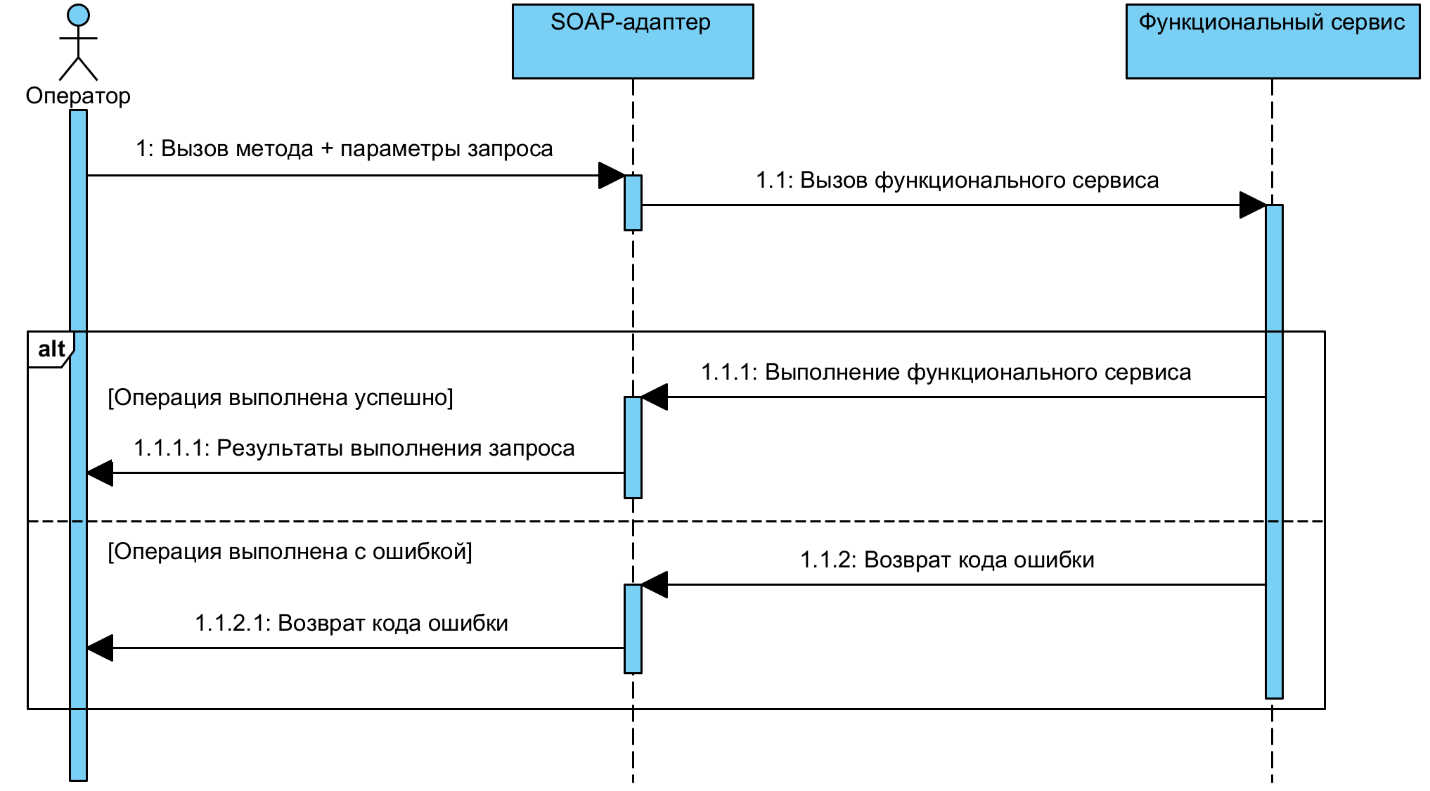 Оператор
SOAP-адаптер
Функциональный сервис
1: Вызов метода + параметры запроса
1.1: Вызов функционального сервиса
alt
1.1.1: Выполнение функционального сервиса
[Операция выполнена успешно]
1.1.1.1: Результаты выполнения запроса
[Операция выполнена с ошибкой]
1.1.2: Возврат кода ошибки
1.1.2.1: Возврат кода ошибки